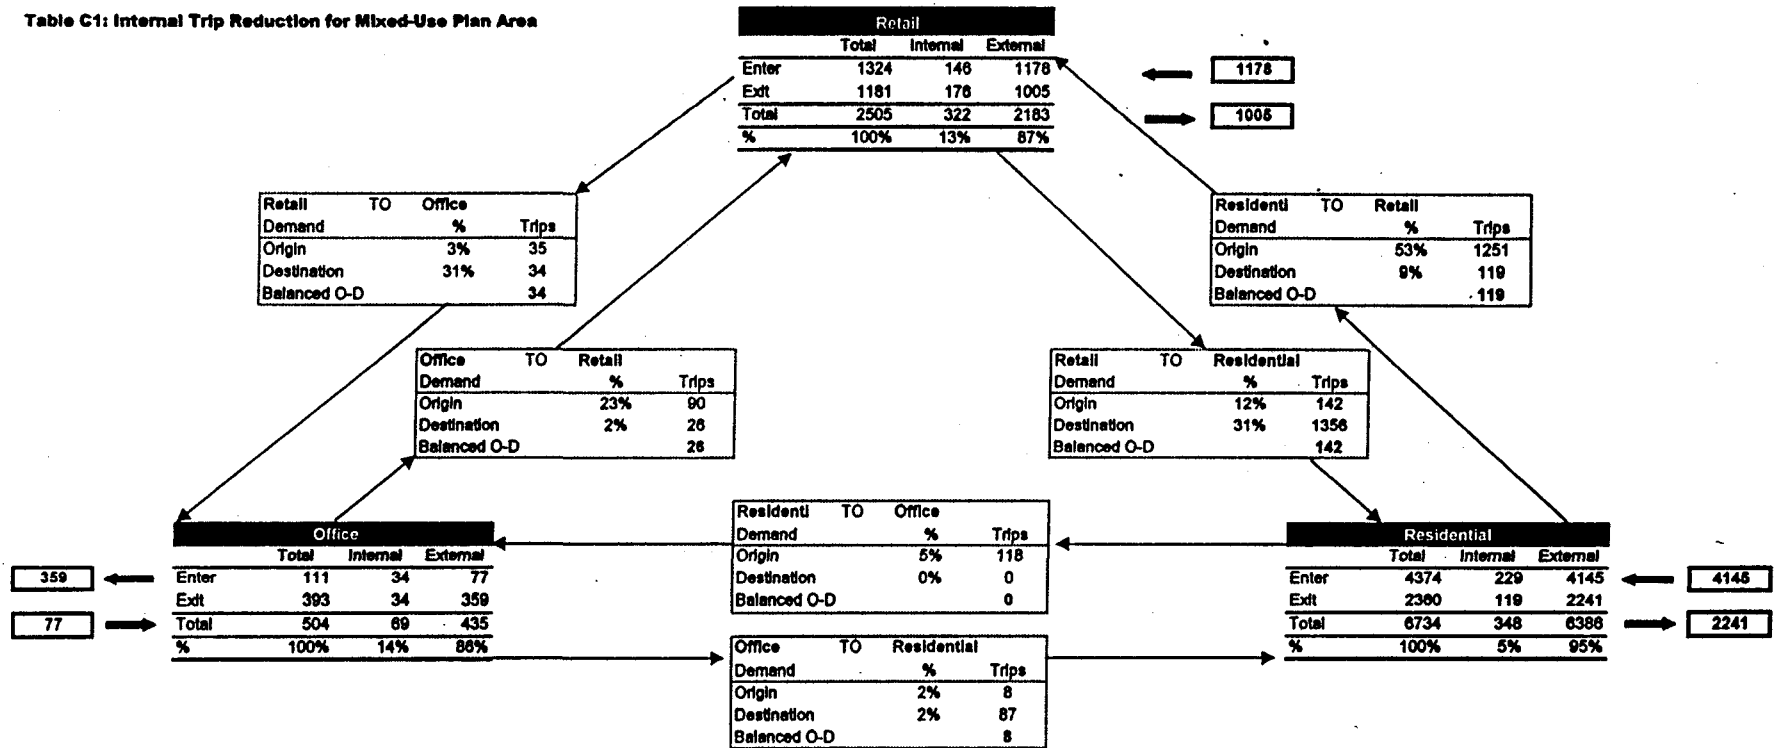 Table C1: Internal Trip Reduction for Mixed-Use Plan Area
Retail
Total Internal External
Enter 1324 146 1178
Exit 1181 176 1005
Total 2505 322 2183
% 100% 13% 87%
1178
1005
Retail TO Office
Demand % Trips
Origin 3% 35
Destination 31% 34
Balanced O-D 34
Residenti TO Retail
Demand % Trips
Origin 53% 1251
Destination 9% 119
Balanced O-D 119
Office TO Retail
Demand % Trips
Origin 23% 90
Destination 2% 26
Balanced O-D 26
Retail TO Residential
Demand % Trips
Origin 12% 142
Destination 31% 1356
Balanced O-D 142
Residenti TO Office
Demand % Trips
Origin 5% 118
Destination 0% 0
Balanced O-D 0
Office
Total Internal External
Enter 111 34 77
Exit 393 34 359
Total 504 69 435
% 100% 14% 86%
359
77
Residential
Total Internal External
Enter 4374 229 4145
Exit 2360 119 2241
Total 6734 348 6386
% 100% 5% 95%
4145
2241
Office TO Residential
Demand % Trips
Origin 2% 8
Destination 2% 87
Balanced O-D 8